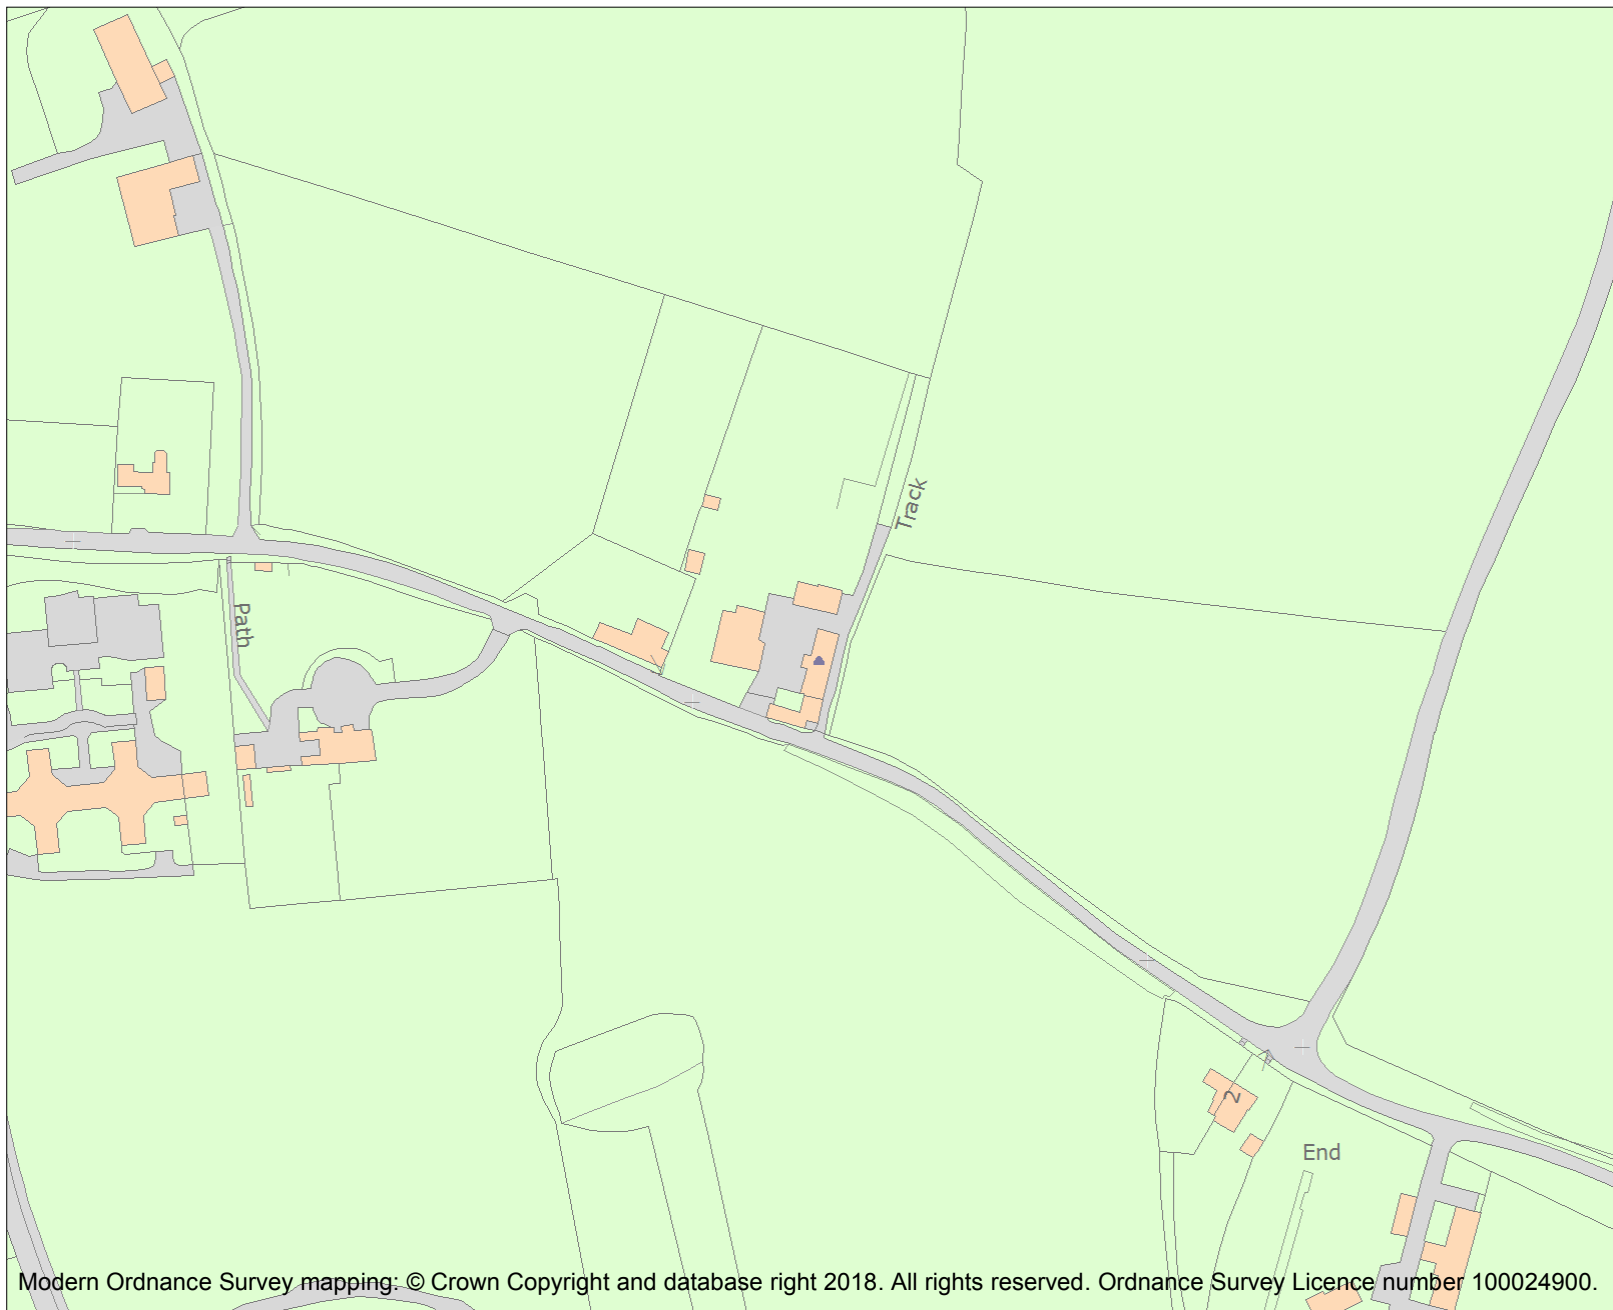 Track
Path
2
1
End
Modern Ordnance Survey mapping: © Crown Copyright and database right 2018. All rights reserved. Ordnance Survey Licence number 100024900.